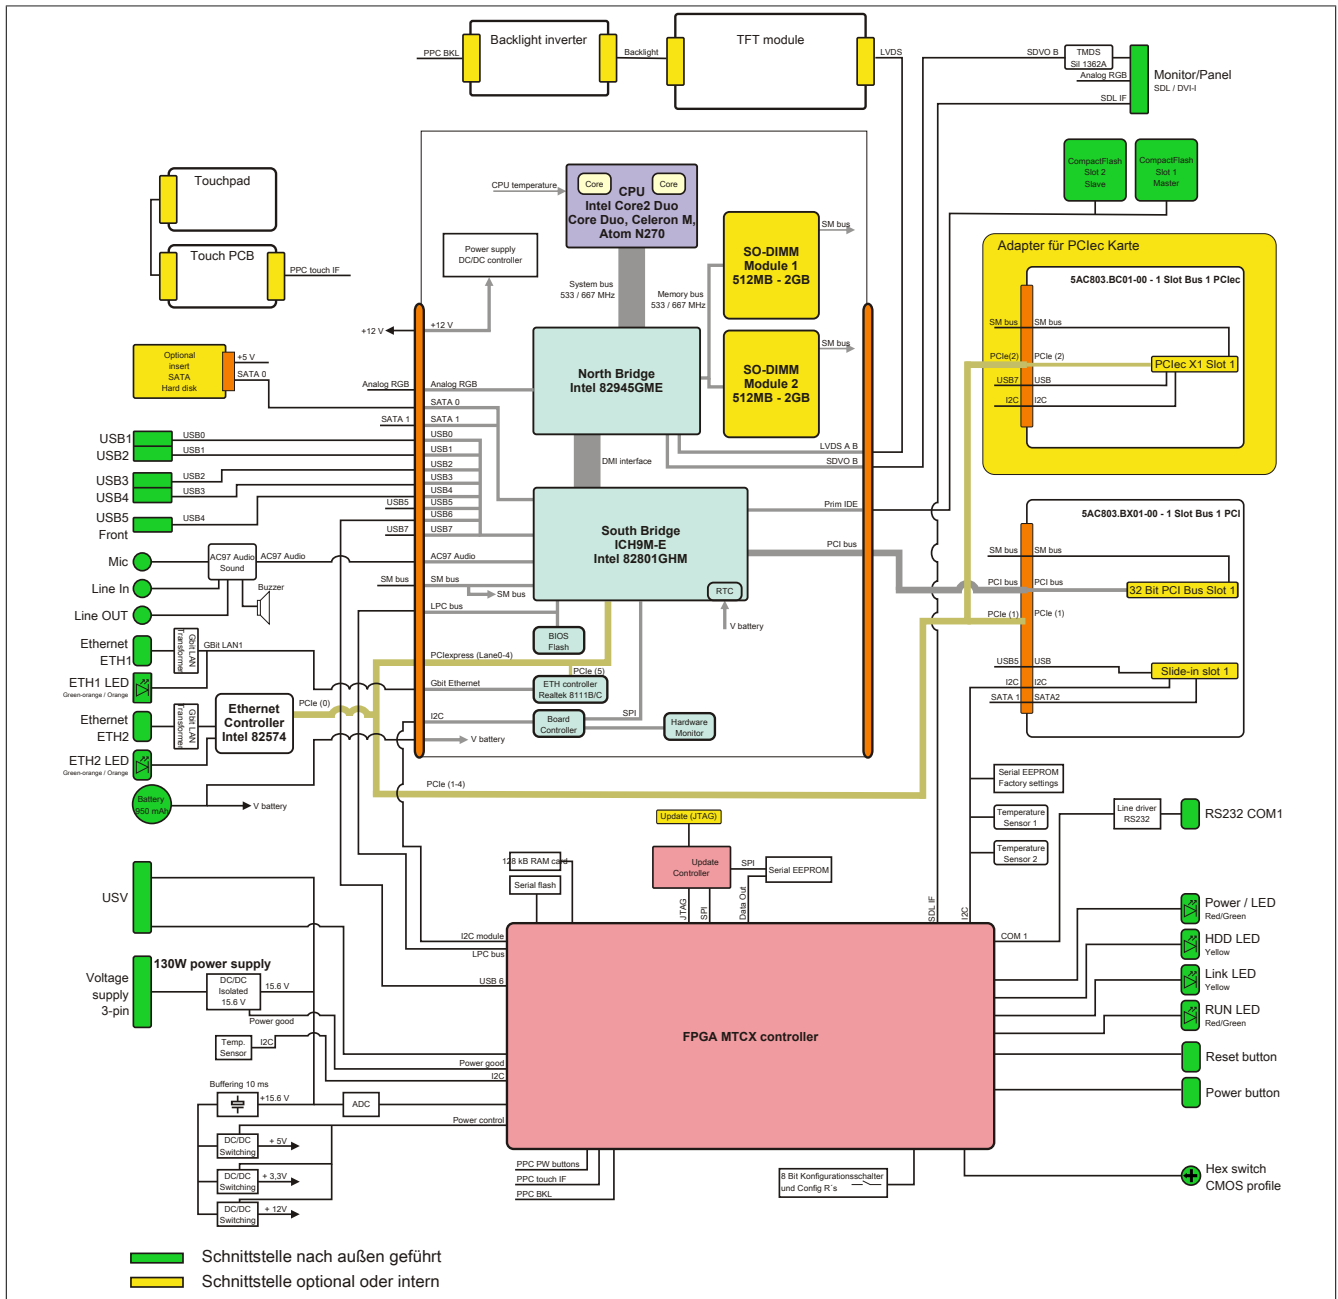 PPC BKL
Backlight inverter
Backlight
TFT module
LVDS
SDVO B
TMDS
Sil 1362A
Analog RGB
SDL IF
Monitor/Panel
SDL / DVI-I
CompactFlash
Slot 2
Slave
CompactFlash
Slot 1
Master
Touchpad
Touch PCB
PPC touch IF
CPU temperature
Core
Core
CPU
Intel Core2 Duo
Core Duo, Celeron M,
Atom N270
Power supply
DC/DC controller
System bus
533 / 667 MHz
Memory bus
533 / 667 MHz
SO-DIMM
Module 1
512MB - 2GB
SM bus
SO-DIMM
Module 2
512MB - 2GB
SM bus
Adapter für PCIec Karte
5AC803.BC01-00 - 1 Slot Bus 1 PCIec
SM bus
SM bus
PCIe(2)
PCIe (2)
PCIec X1 Slot 1
USB7
USB
I2C
I2C
+12 V
+12 V
Optional
insert
SATA
Hard disk
+5 V
SATA 0
North Bridge
Intel 82945GME
Analog RGB
Analog RGB
SATA 0
SATA 1
SATA 1
USB0
USB1
USB2
USB3
USB4
USB5
USB5
USB6
USB7
USB7
USB1
USB0
USB2
USB1
USB3
USB2
USB4
USB3
USB5
Front
USB4
DMI interface
LVDS A B
SDVO B
Prim IDE
PCI bus
South Bridge
ICH9M-E
Intel 82801GHM
RTC
V battery
5AC803.BX01-00 - 1 Slot Bus 1 PCI
SM bus
SM bus
PCI bus
PCI bus
32 Bit PCI Bus Slot 1
PCIe (1)
PCIe (1)
USB5
USB
Slide-in slot 1
I2C
I2C
SATA 1
SATA2
Mic
AC97 Audio
Sound
AC97 Audio
AC97 Audio
Line In
Buzzer
Line OUT
SM bus
SM bus
SM bus
LPC bus
BIOS
Flash
Ethernet
ETH1
Gbit LAN
Transformer
GBit LAN1
ETH1 LED
Green-orange / Orange
PCIexpress (Lane0-4)
PCIe (5)
Gbit Ethernet
ETH controller
Realtek 8111B/C
Ethernet
ETH2
Gbit LAN
Transformer
Ethernet
Controller
Intel 82574
PCIe (0)
ETH2 LED
Green-orange / Orange
I2C
Board
Controller
SPI
Hardware
Monitor
V battery
PCIe (1-4)
Battery
950 mAh
V battery
Serial EEPROM
Factory settings
Temperature
Sensor 1
Temperature
Sensor 2
Line driver
RS232
RS232 COM1
Update (JTAG)
Update
Controller
SPI
Serial EEPROM
128 kB RAM card
Serial flash
JTAG
SPI
Data Out
SDL IF
I2C
USV
I2C module
LPC bus
USB 6
COM 1
Power / LED
Red/Green
HDD LED
Yellow
Link LED
Yellow
RUN LED
Red/Green
Reset button
Power button
Voltage
supply
3-pin
130W power supply
DC/DC
Isolated
15.6 V
15.6 V
Power good
Temp.
Sensor
I2C
Power good
I2C
FPGA MTCX controller
Buffering 10 ms
+15.6 V
ADC
Power control
DC/DC
Switching
+ 5V
DC/DC
Switching
+ 3,3V
DC/DC
Switching
+ 12V
PPC PW buttons
PPC touch IF
PPC BKL
8 Bit Konfigurationsschalter
und Config R´s
Hex switch
CMOS profile
Schnittstelle nach außen geführt
Schnittstelle optional oder intern